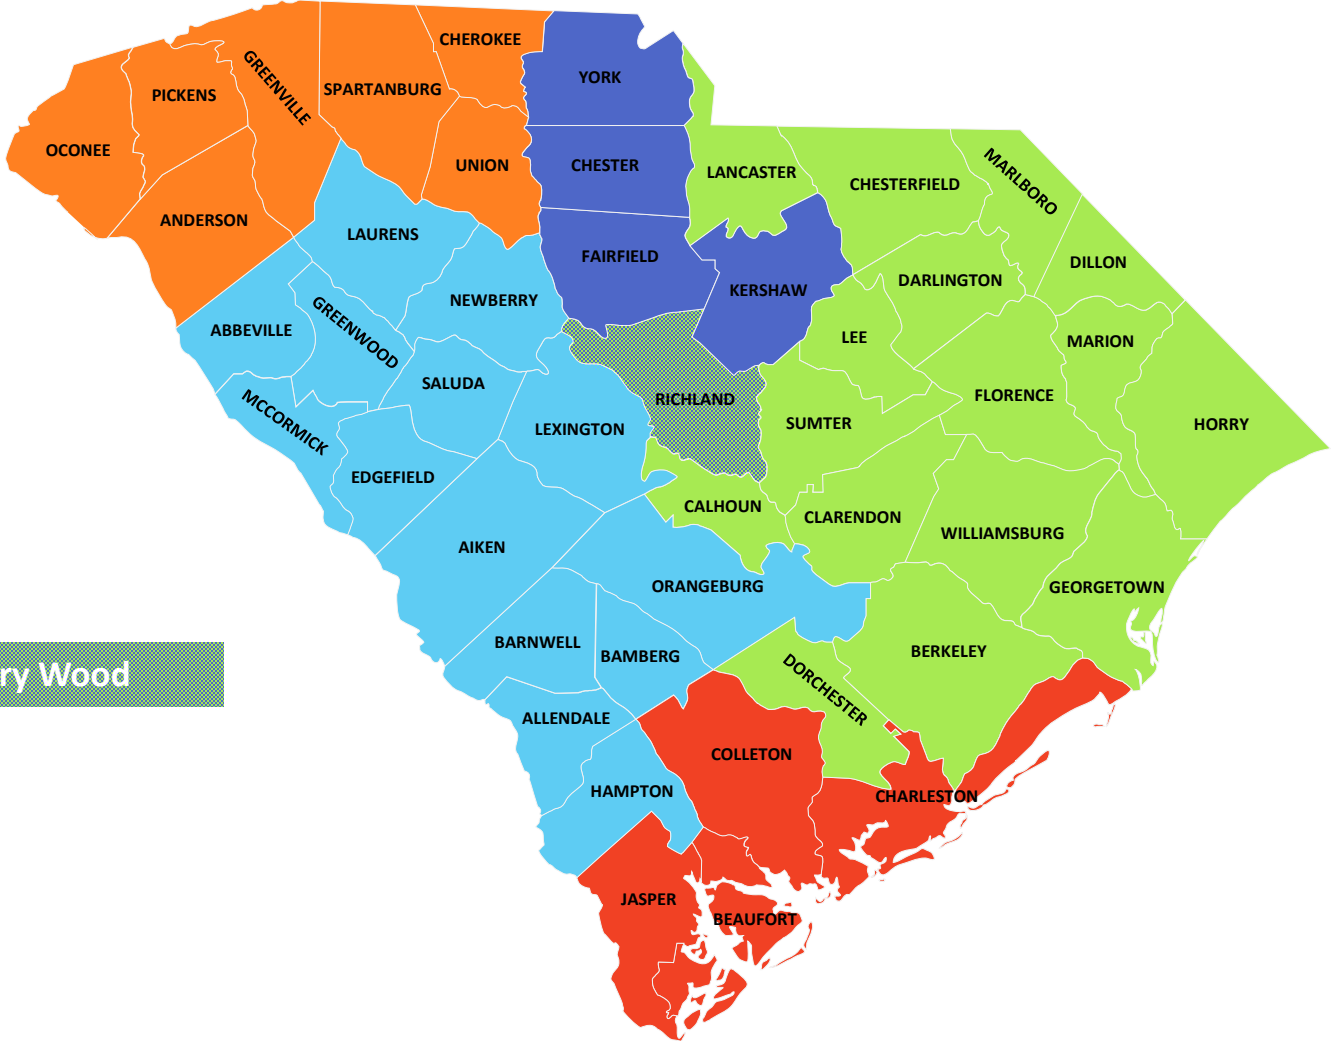 CHEROKEE
YORK
GREENVILLE
SPARTANBURG
PICKENS
OCONEE
UNION
CHESTER
LANCASTER
CHESTERFIELD
MARLBORO
ANDERSON
LAURENS
FAIRFIELD
KERSHAW
DARLINGTON
DILLON
NEWBERRY
ABBEVILLE
GREENWOOD
LEE
MARION
SALUDA
RICHLAND
FLORENCE
MCCORMICK
LEXINGTON
SUMTER
HORRY
EDGEFIELD
CALHOUN
CLARENDON
WILLIAMSBURG
AIKEN
ORANGEBURG
GEORGETOWN
BARNWELL
BAMBERG
BERKELEY
ry Wood
DORCHESTER
ALLENDALE
COLLETON
HAMPTON
CHARLESTON
JASPER
BEAUFORT